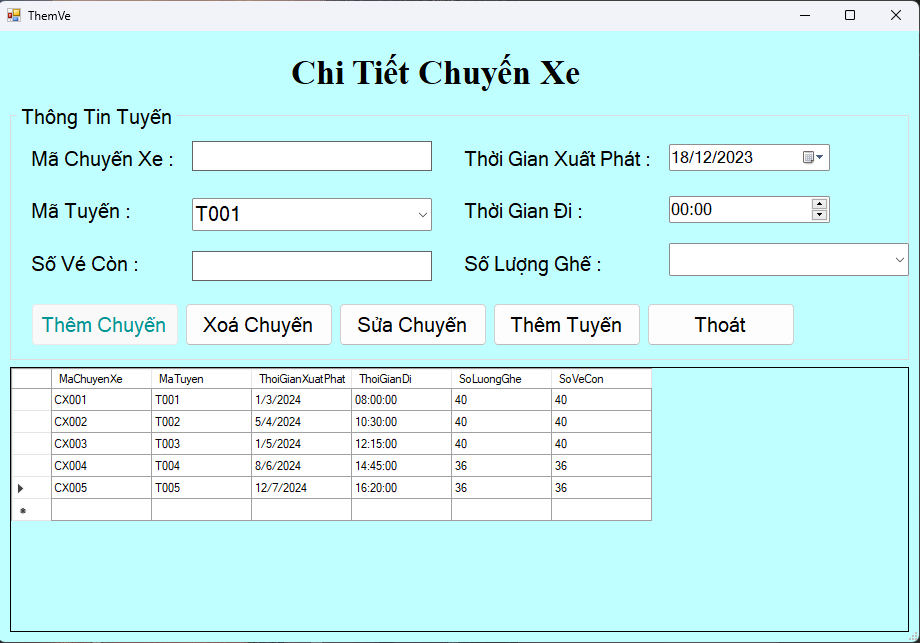 ThemVe
Chi Tiết Chuyến Xe
Thông Tin Tuyến
Mã Chuyến Xe : Thời Gian Xuất Phát : 18/12/2023
Mã Tuyến : T001 Thời Gian Đi : 00:00
Số Vé Còn : Số Lượng Ghế :
Thêm Chuyến Xoá Chuyến Sửa Chuyến Thêm Tuyến Thoát
MaChuyenXe MaTuyen ThoiGianXuatPhat ThoiGianDi SoLuongGhe SoVeCon
CX001 T001 1/3/2024 08:00:00 40 40
CX002 T002 5/4/2024 10:30:00 40 40
CX003 T003 1/5/2024 12:15:00 40 40
CX004 T004 8/6/2024 14:45:00 36 36
CX005 T005 12/7/2024 16:20:00 36 36